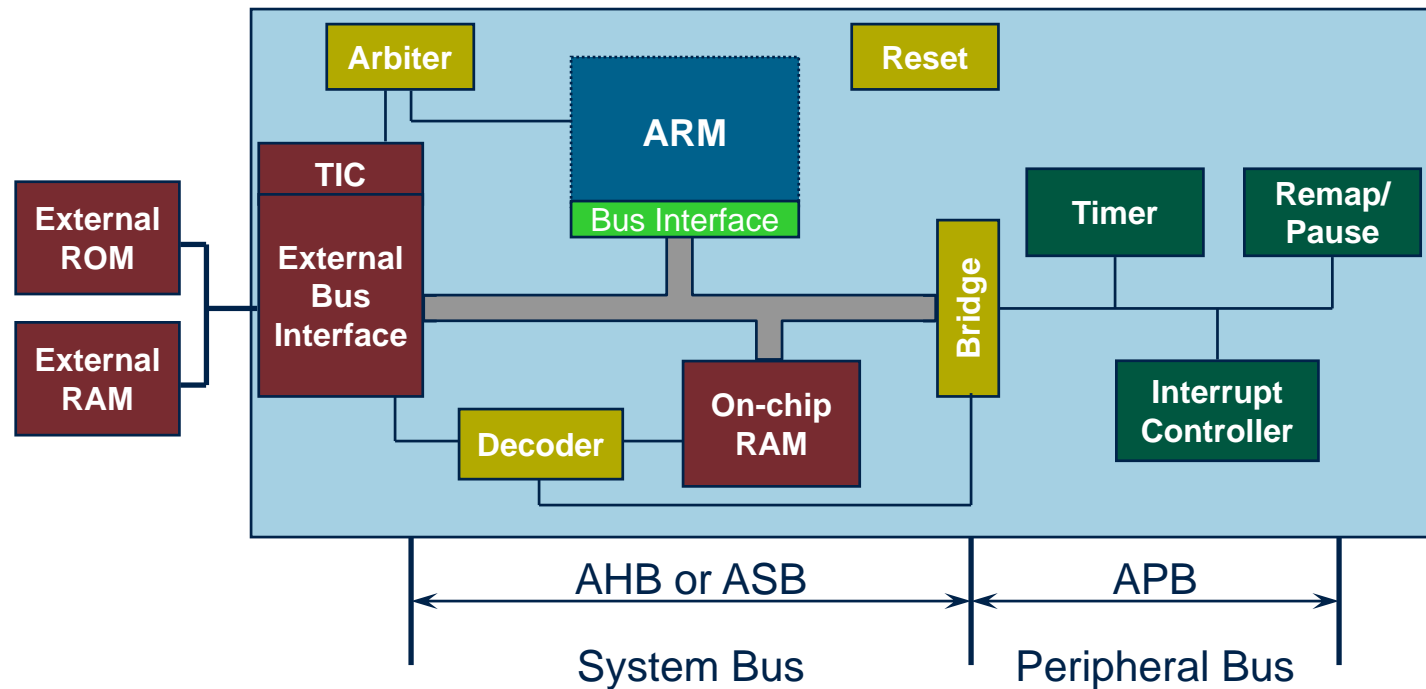 Arbiter
Reset
ARM
TIC
Bus Interface
External
ROM
External
RAM
External
Bus
Interface
Bridge
Timer
Remap/
Pause
Interrupt
Controller
On-chip
RAM
Decoder
AHB or ASB
APB
System Bus
Peripheral Bus